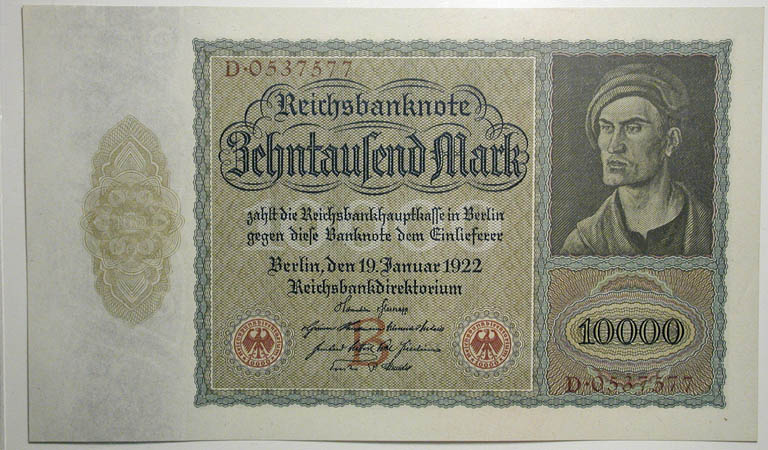 D·0537577
Reichsbanknote
Zehntausend Mark
zahlt die Reichsbankhauptkasse in Berlin
gegen diese Banknote dem Einlieferer
Berlin, den 19. Januar 1922
Reichsbankdirektorium
B
10000
D·0537577